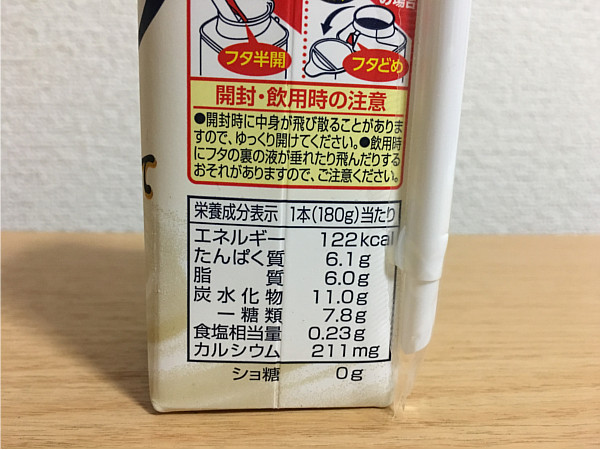 の場合
フタ半開
フタどめ
開封・飲用時の注意
●開封時に中身が飛び散ることがありま
すので、ゆっくり開けてください。●飲用時
にフタの裏の液が垂れたり飛んだりする
おそれがありますので、ご注意ください。
栄養成分表示 1本(180g)当たり
エネルギー 122kcal
たんぱく質 6.1g
脂質 6.0g
炭水化物 11.0g
ー糖類 7.8g
食塩相当量 0.23g
カルシウム 211mg
ショ糖 0g